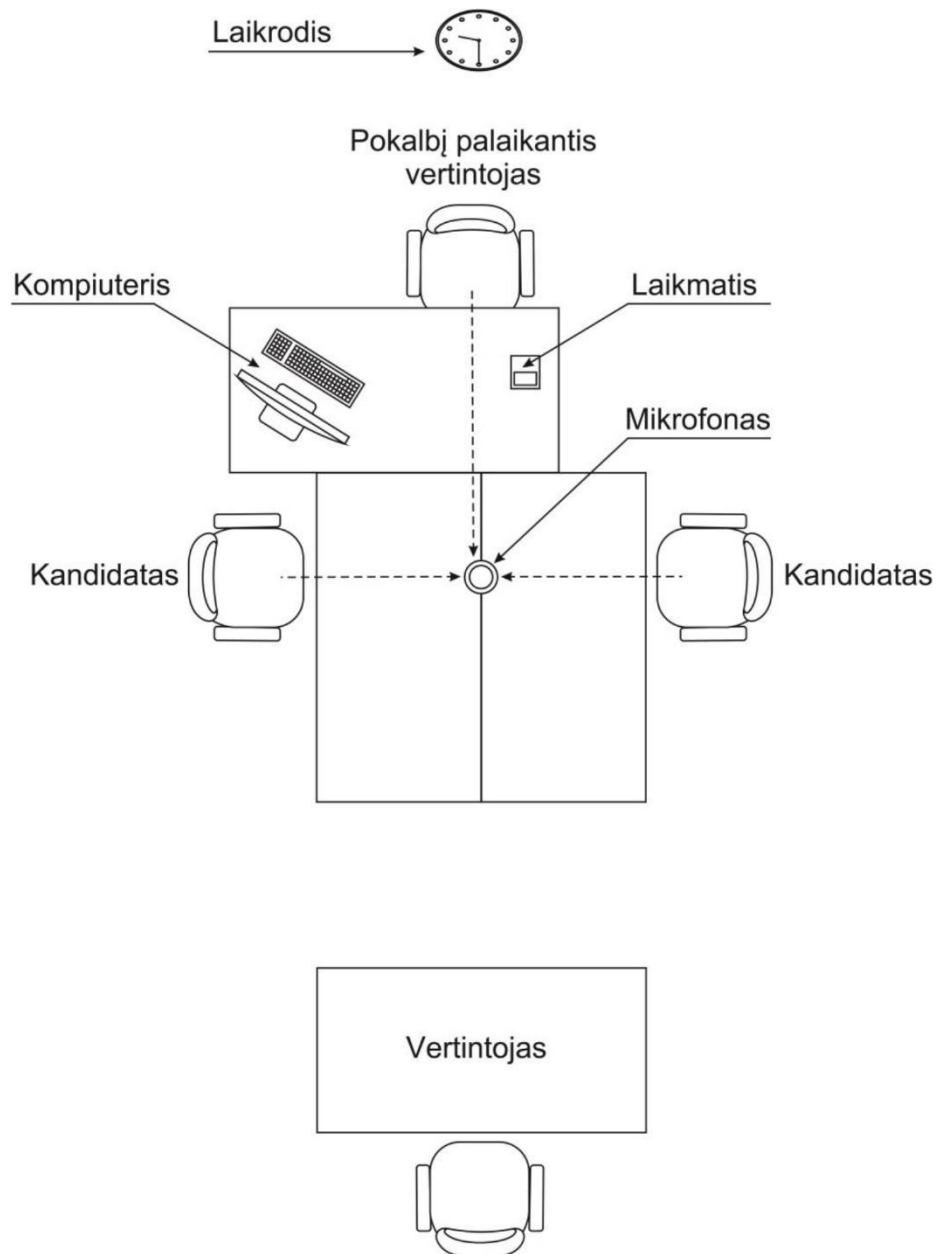 Laikrodis
Pokalbį palaikantis
vertintojas
Kompiuteris
Laikmatis
Mikrofonas
Kandidatas
Kandidatas
Vertintojas